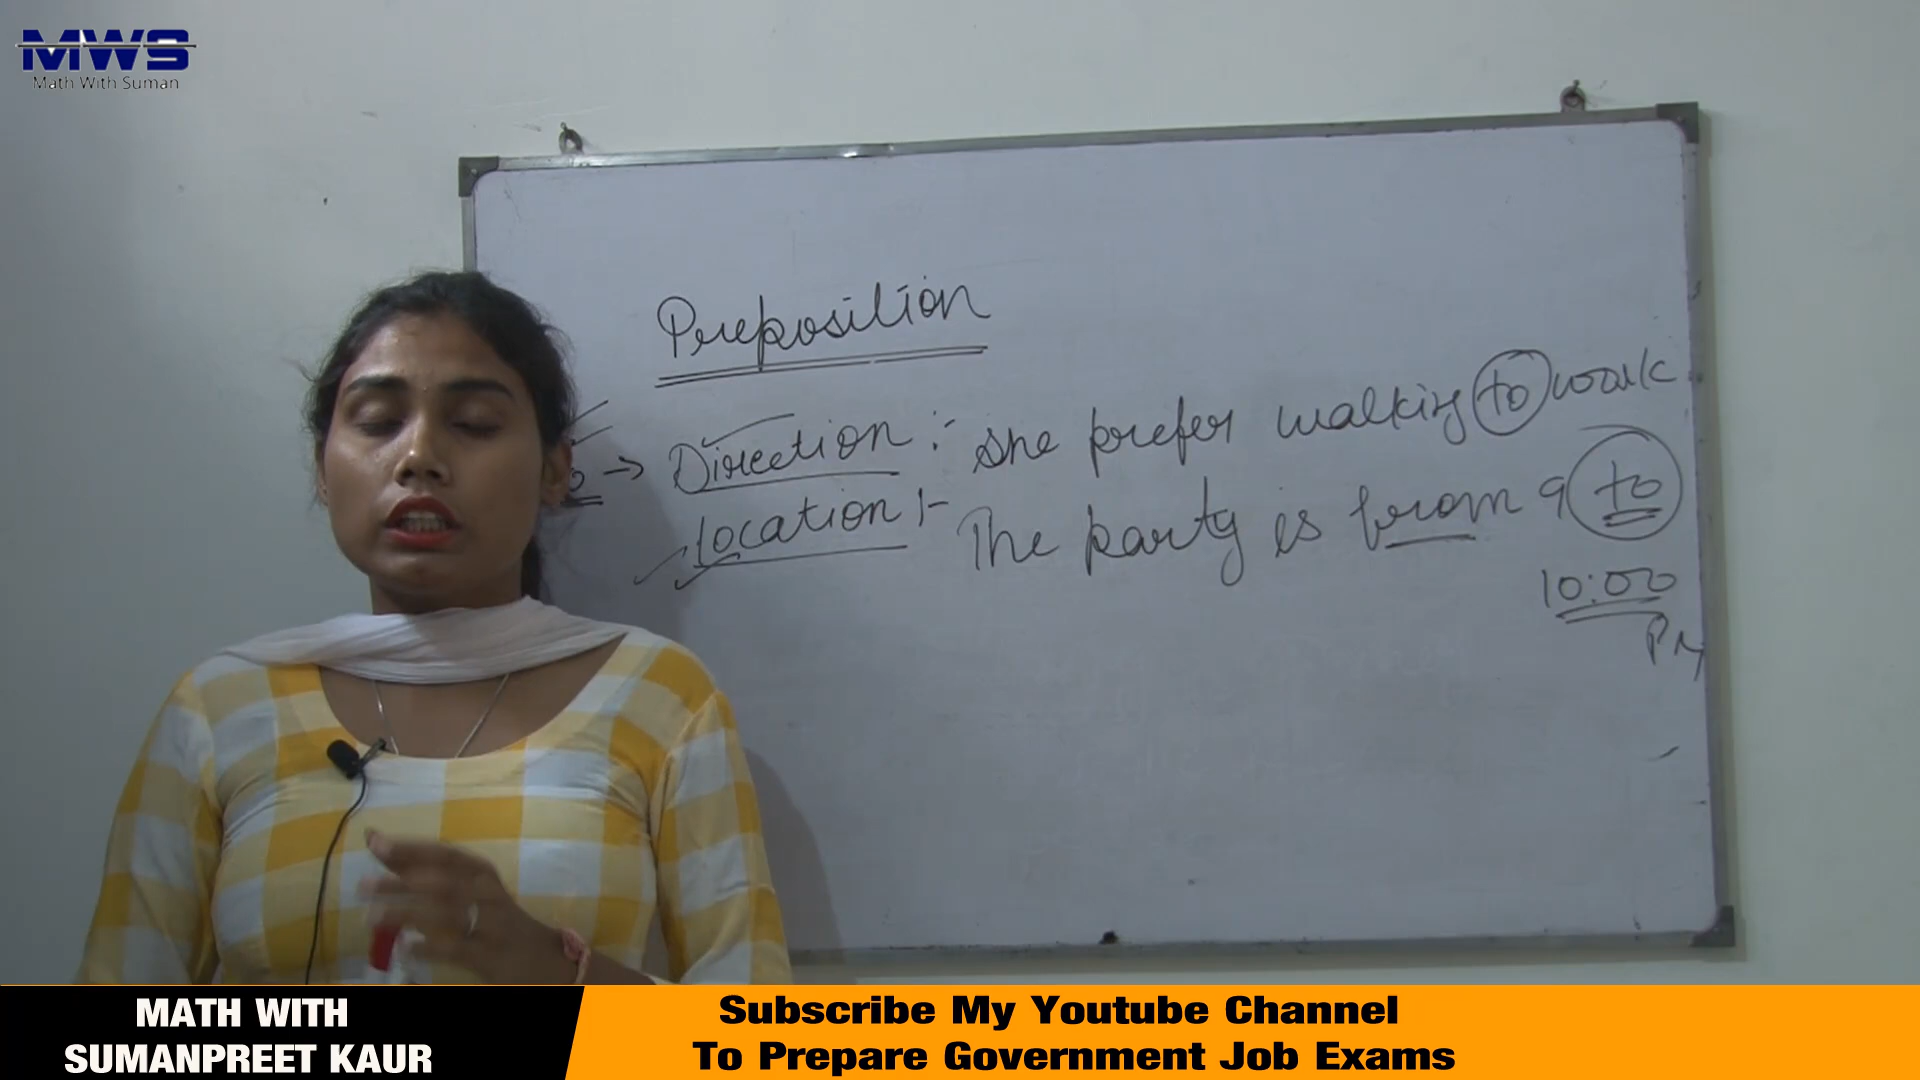 MWS
Math With Suman
Preposition
→ Direction :- She prefer walking to work
Location :- The party is from 9 to
10:00
PM
MATH WITH
SUMANPREET KAUR
Subscribe My Youtube Channel
To Prepare Government Job Exams